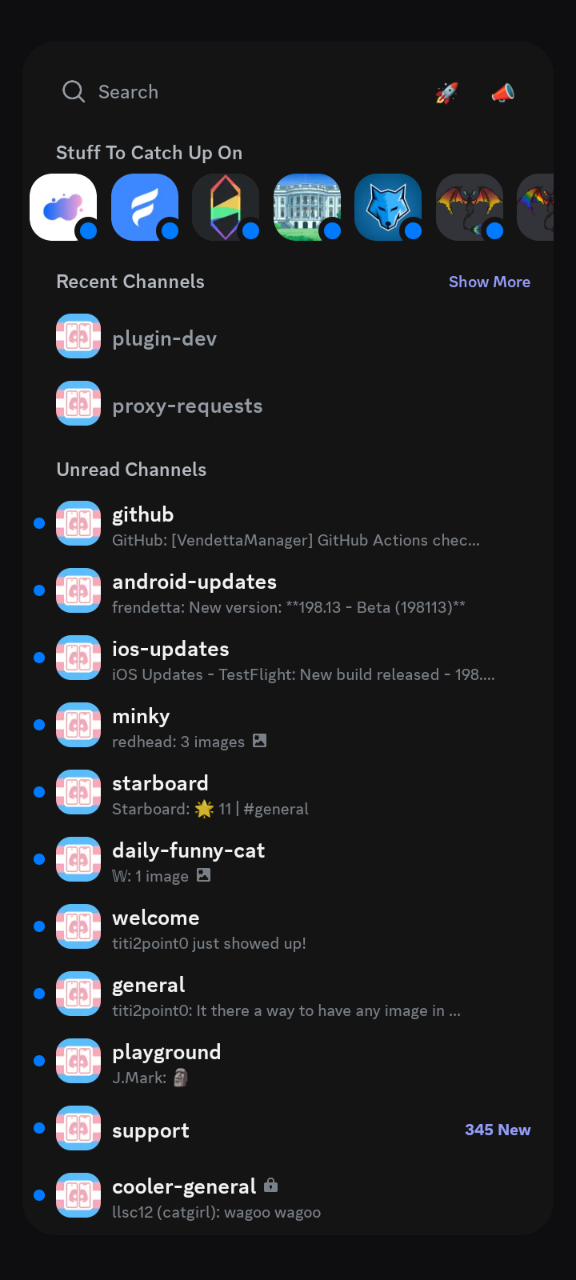 Search
Stuff To Catch Up On
Recent Channels
Show More
plugin-dev
proxy-requests
Unread Channels
github
GitHub: [VendettaManager] GitHub Actions chec...
android-updates
frendetta: New version: **198.13 - Beta (198113)**
ios-updates
iOS Updates - TestFlight: New build released - 198....
minky
redhead: 3 images
starboard
Starboard: 🌟 11 | #general
daily-funny-cat
𝕎: 1 image
welcome
titi2point0 just showed up!
general
titi2point0: It there a way to have any image in ...
playground
J.Mark: 🗿
support
345 New
cooler-general
llsc12 (catgirl): wagoo wagoo